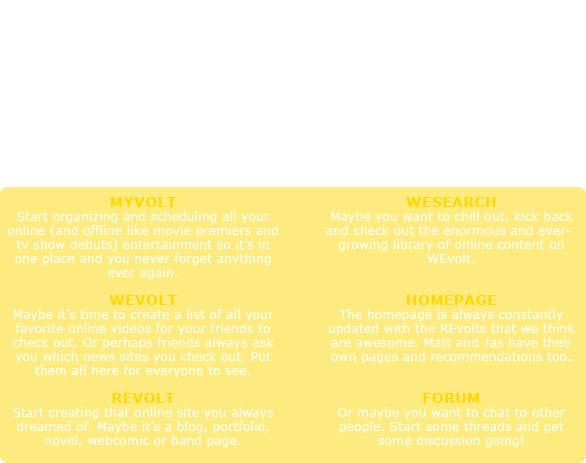 MYVOLT
Start organizing and scheduling all your
online (and offline like movie premiers and
tv show debuts) entertainment so it's in
one place and you never forget anything
ever again.
WEVOLT
Maybe it's time to create a list of all your
favorite online videos for your friends to
check out. Or perhaps friends always ask
you which news sites you check out. Put
them all here for everyone to see.
REVOLT
Start creating that online site you always
dreamed of. Maybe it's a blog, portfolio,
novel, webcomic or band page.
WESEARCH
Maybe you want to chill out, kick back
and check out the enormous and ever-
growing library of online content on
WEvolt.
HOMEPAGE
The homepage is always constantly
updated with the REvolts that we think
are awesome. Matt and Jas have their
own pages and recommendations too.
FORUM
Or maybe you want to chat to other
people. Start some threads and get
some discussion going!